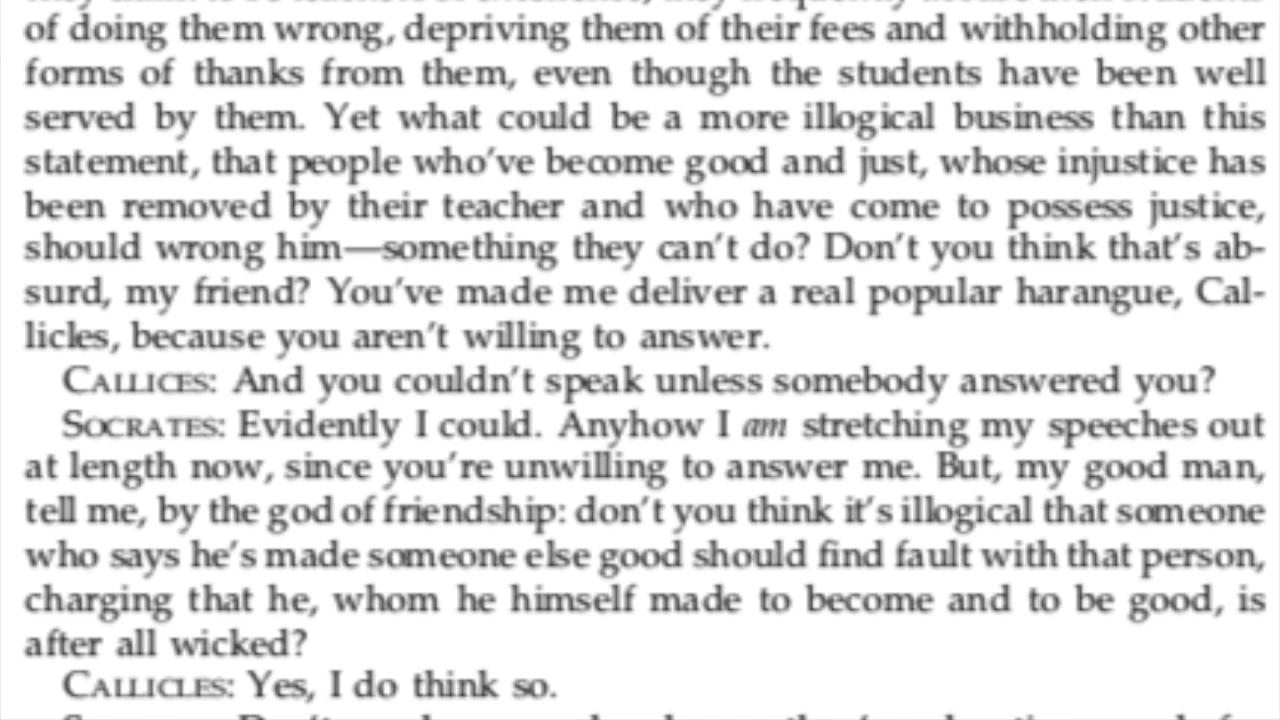 of doing them wrong, depriving them of their fees and withholding other
forms of thanks from them, even though the students have been well
served by them. Yet what could be a more illogical business than this
statement, that people who've become good and just, whose injustice has
been removed by their teacher and who have come to possess justice,
should wrong him—something they can't do? Don't you think that's ab-
surd, my friend? You've made me deliver a real popular harangue, Cal-
licles, because you aren't willing to answer.
CALLICES: And you couldn't speak unless somebody answered you?
SOCRATES: Evidently I could. Anyhow I am stretching my speeches out
at length now, since you're unwilling to answer me. But, my good man,
tell me, by the god of friendship: don't you think it's illogical that someone
who says he's made someone else good should find fault with that person,
charging that he, whom he himself made to become and to be good, is
after all wicked?
CALLICLES: Yes, I do think so.